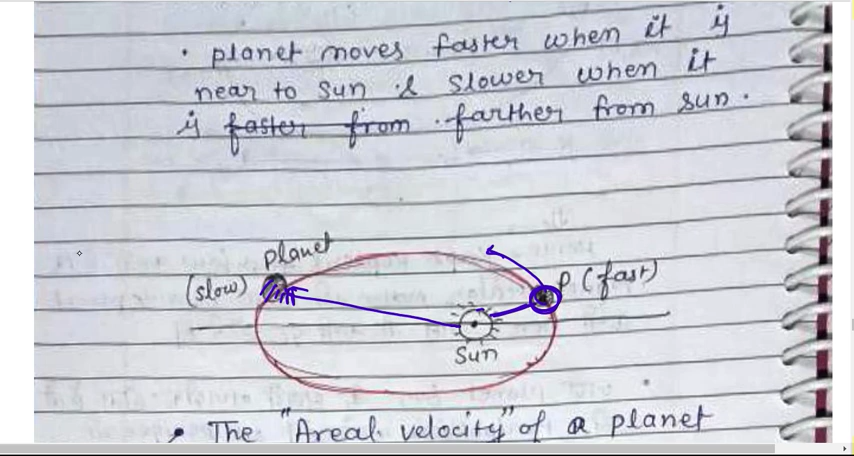 • planet moves faster when it is
near to sun & slower when it
is faster from farther from sun.
planet
(slow)
P (fast)
Sun
• The "Areal velocity" of a planet